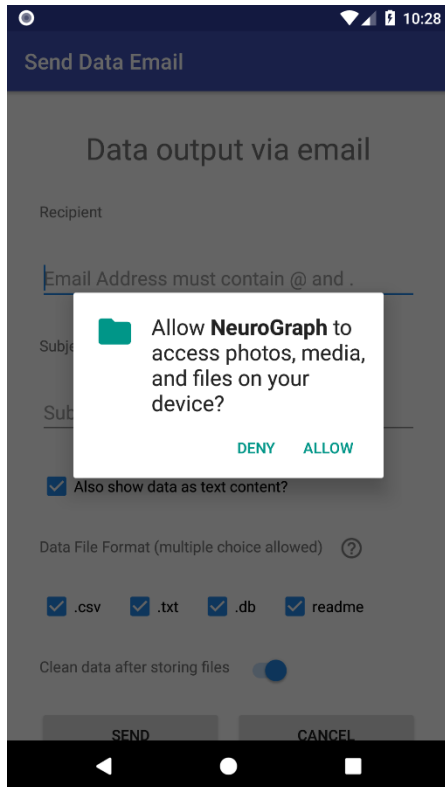 10:28
Send Data Email
Data output via email
Recipient
Email Address must contain @ and .
Allow NeuroGraph to
access photos, media,
and files on your
device?
Subje
Sub
DENY ALLOW
Also show data as text content?
Data File Format (multiple choice allowed) ?
.csv .txt .db readme
Clean data after storing files
SEND CANCEL